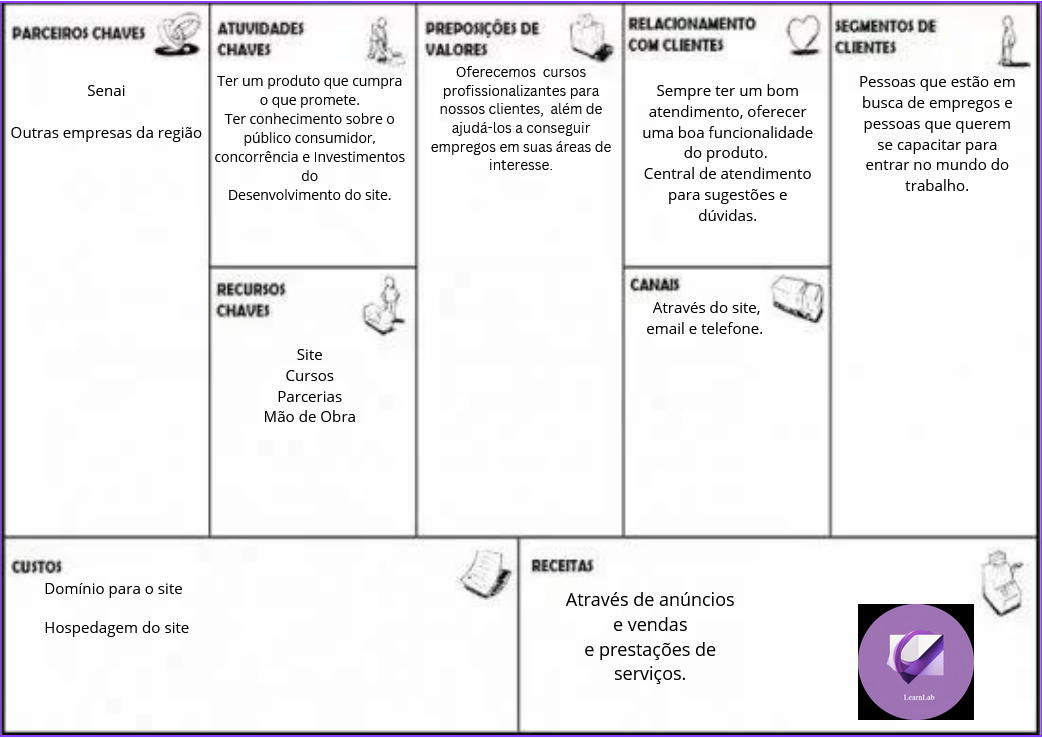 PARCEIROS CHAVES
Senai
Outras empresas da região
ATUVIDADES
CHAVES
Ter um produto que cumpra
o que promete.
Ter conhecimento sobre o
público consumidor,
concorrência e Investimentos
do
Desenvolvimento do site.
RECURSOS
CHAVES
Site
Cursos
Parcerias
Mão de Obra
PREPOSIÇÕES DE
VALORES
Oferecemos cursos
profissionalizantes para
nossos clientes, além de
ajudá-los a conseguir
empregos em suas áreas de
interesse.
RELACIONAMENTO
COM CLIENTES
Sempre ter um bom
atendimento, oferecer
uma boa funcionalidade
do produto.
Central de atendimento
para sugestões e
dúvidas.
CANAIS
Através do site,
email e telefone.
SEGMENTOS DE
CLIENTES
Pessoas que estão em
busca de empregos e
pessoas que querem
se capacitar para
entrar no mundo do
trabalho.
CUSTOS
Domínio para o site
Hospedagem do site
RECEITAS
Através de anúncios
e vendas
e prestações de
serviços.
LearnLab